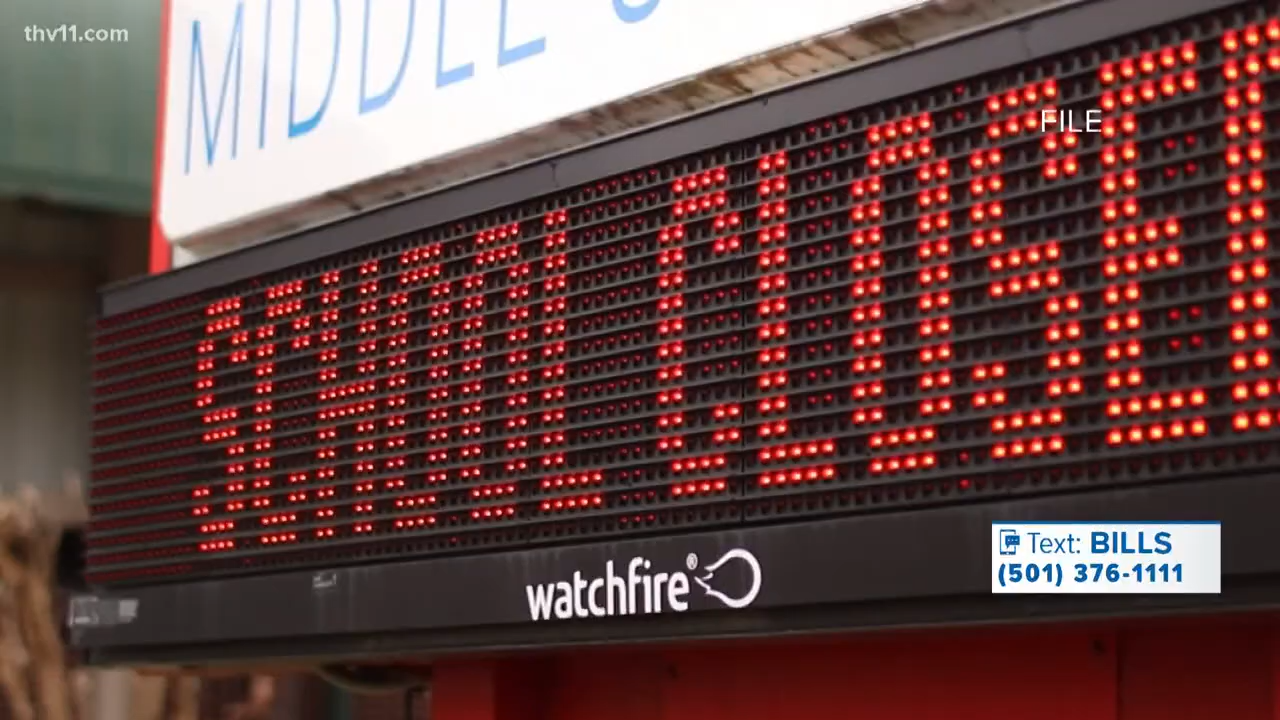 thv11.com
MIDDLE
FILE
SCHOOL CLOSED
watchfire®
Text: BILLS
(501) 376-1111